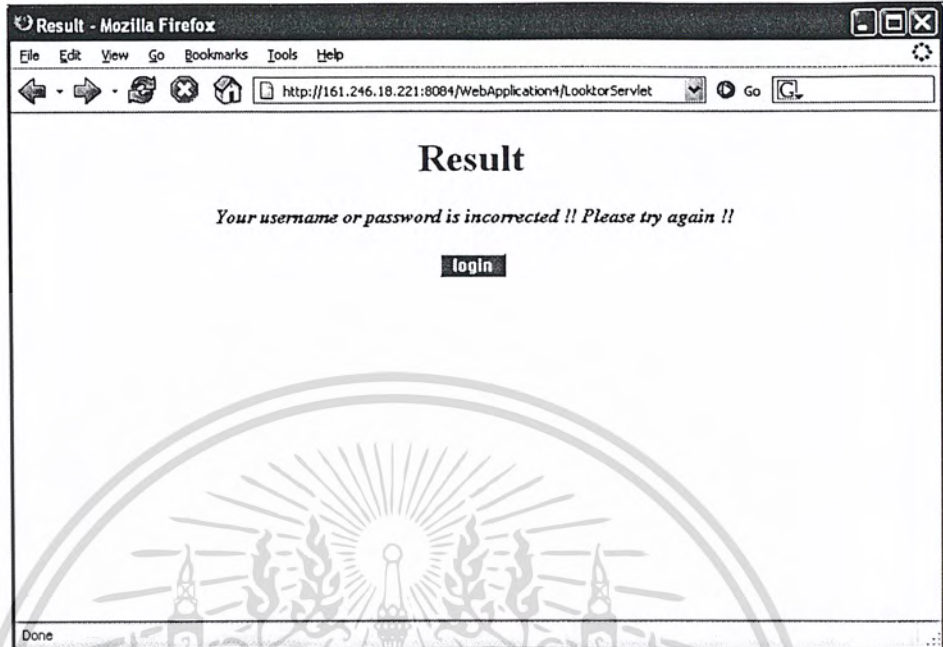 Result - Mozilla Firefox
File Edit View Go Bookmarks Tools Help
http://161.246.18.221:8084/WebApplication4/LooktorServlet Go G
Result
Your username or password is incorrected !! Please try again !!
login
Done